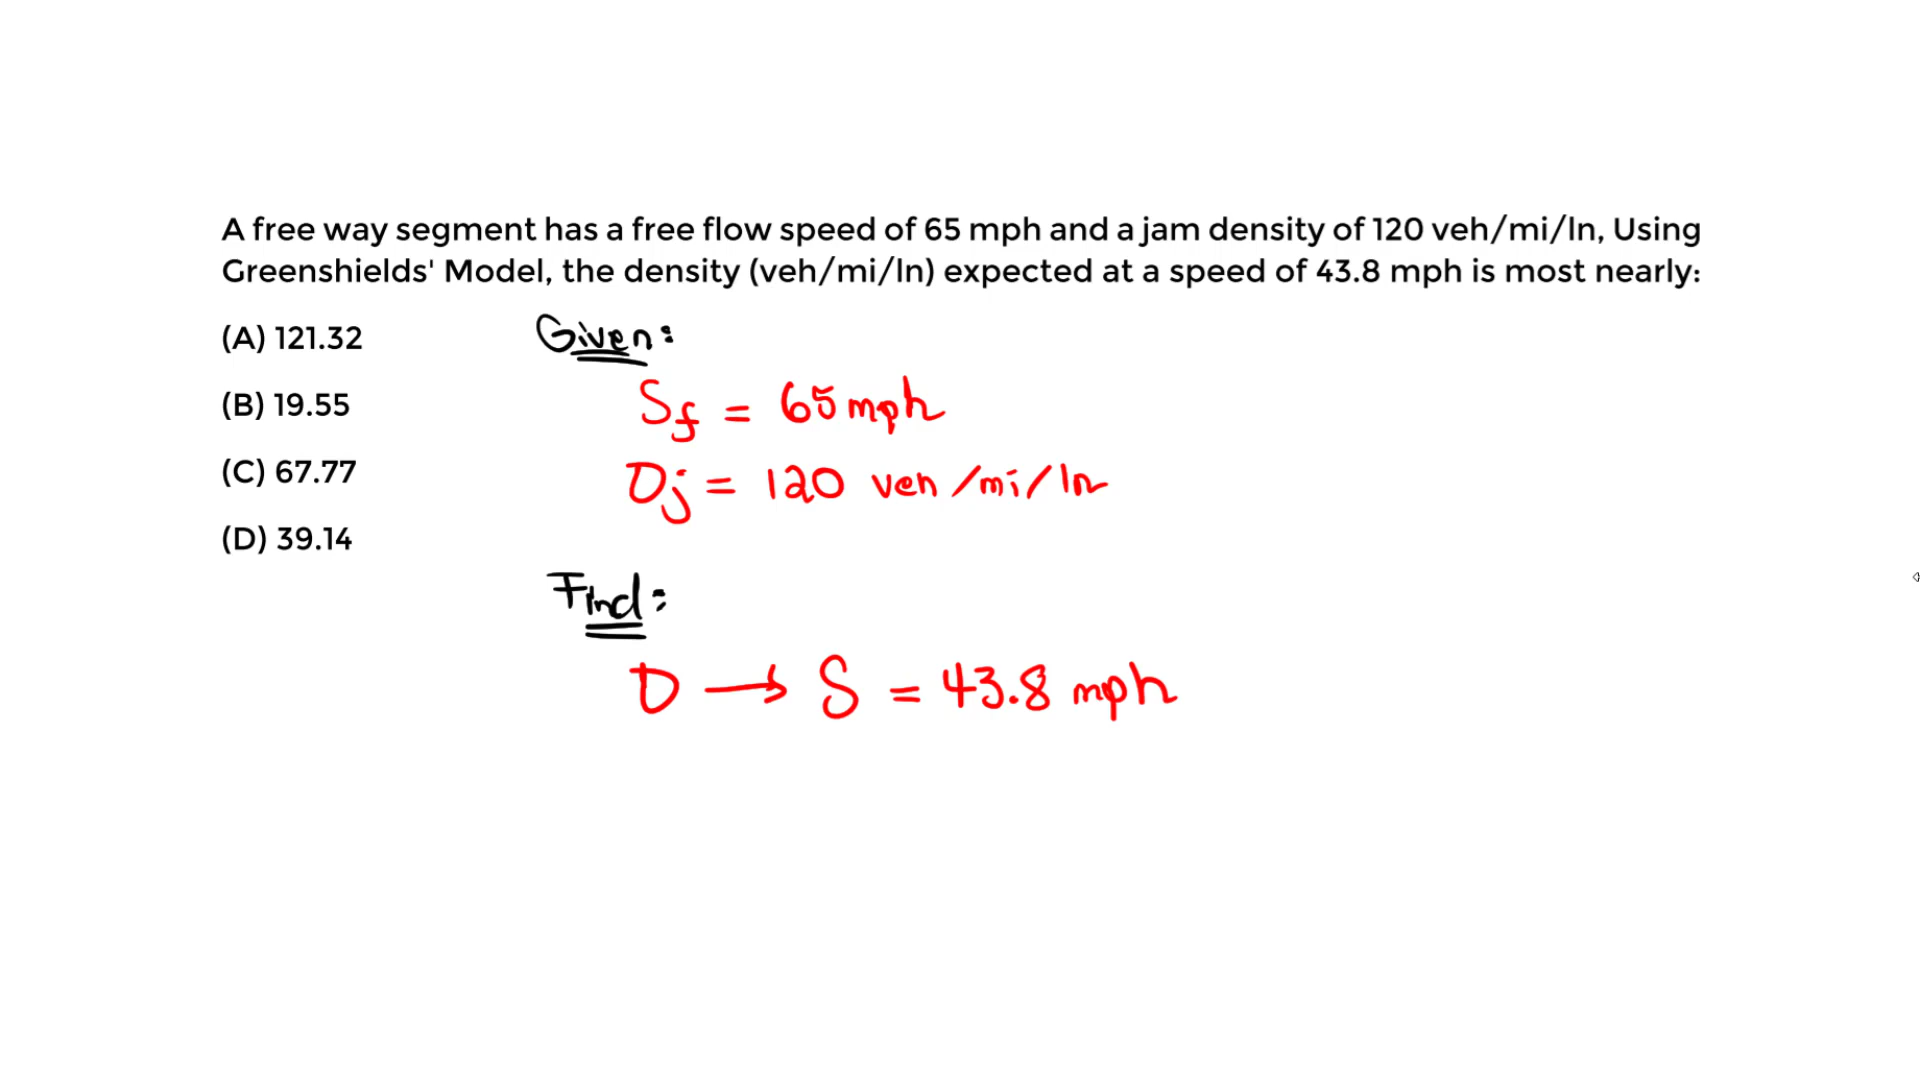 A free way segment has a free flow speed of 65 mph and a jam density of 120 veh/mi/ln, Using
Greenshields' Model, the density (veh/mi/ln) expected at a speed of 43.8 mph is most nearly:
(A) 121.32
(B) 19.55
(C) 67.77
(D) 39.14
Given:
Sf = 65 mph
Dj = 120 veh/mi/ln
Find:
D → S = 43.8 mph